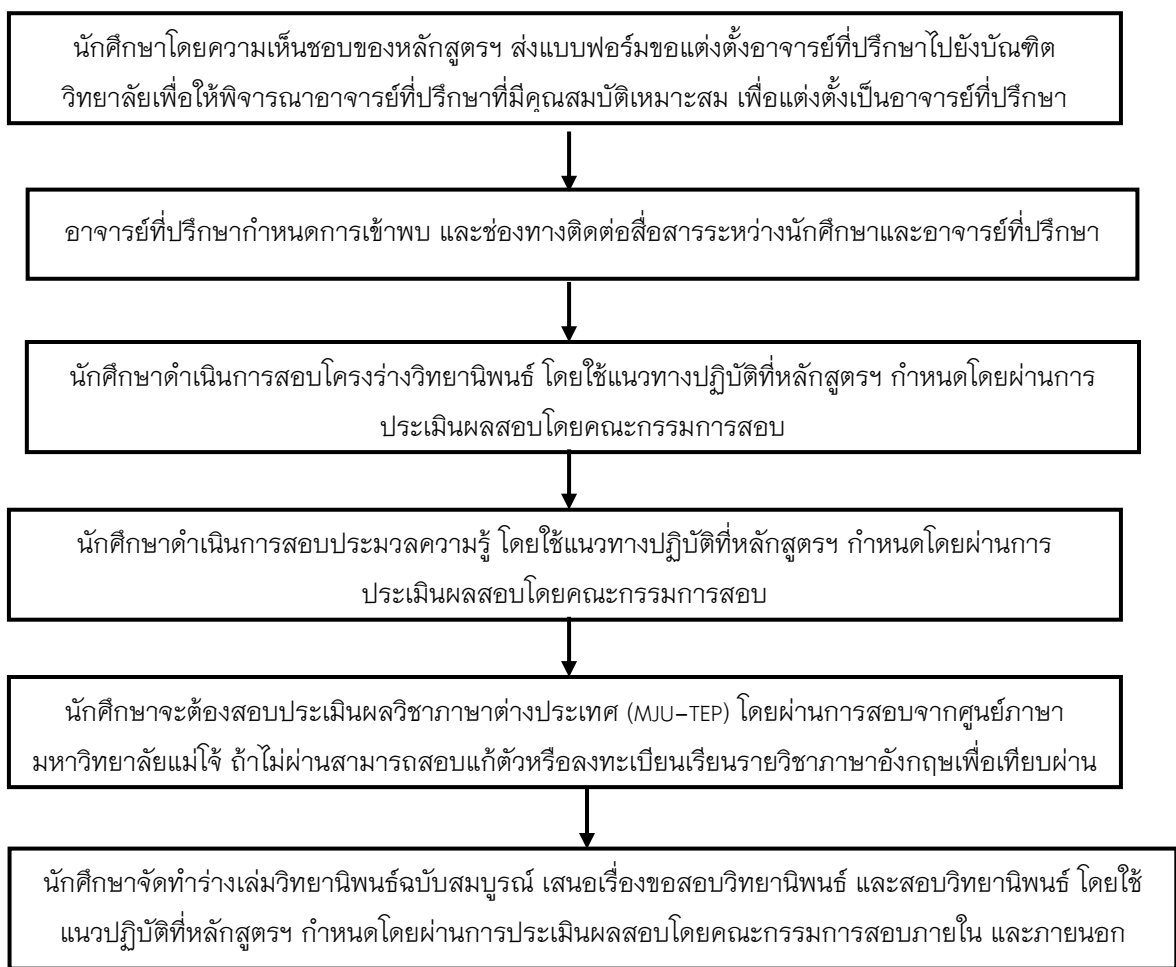 นักศึกษาโดยความเห็นชอบของหลักสูตรฯ ส่งแบบฟอร์มขอแต่งตั้งอาจารย์ที่ปรึกษาไปยังบัณฑิต
วิทยาลัยเพื่อให้พิจารณาอาจารย์ที่ปรึกษาที่มีคุณสมบัติเหมาะสม เพื่อแต่งตั้งเป็นอาจารย์ที่ปรึกษา
อาจารย์ที่ปรึกษากำหนดการเข้าพบ และช่องทางติดต่อสื่อสารระหว่างนักศึกษาและอาจารย์ที่ปรึกษา
นักศึกษาดำเนินการสอบโครงร่างวิทยานิพนธ์ โดยใช้แนวทางปฏิบัติที่หลักสูตรฯ กำหนดโดยผ่านการ
ประเมินผลสอบโดยคณะกรรมการสอบ
นักศึกษาดำเนินการสอบประมวลความรู้ โดยใช้แนวทางปฏิบัติที่หลักสูตรฯ กำหนดโดยผ่านการ
ประเมินผลสอบโดยคณะกรรมการสอบ
นักศึกษาจะต้องสอบประเมินผลวิชาภาษาต่างประเทศ (MJU-TEP) โดยผ่านการสอบจากศูนย์ภาษา
มหาวิทยาลัยแม่โจ้ ถ้าไม่ผ่านสามารถสอบแก้ตัวหรือลงทะเบียนเรียนรายวิชาภาษาอังกฤษเพื่อเทียบผ่าน
นักศึกษาจัดทำร่างเล่มวิทยานิพนธ์ฉบับสมบูรณ์ เสนอเรื่องขอสอบวิทยานิพนธ์ และสอบวิทยานิพนธ์ โดยใช้
แนวปฏิบัติที่หลักสูตรฯ กำหนดโดยผ่านการประเมินผลสอบโดยคณะกรรมการสอบภายใน และภายนอก